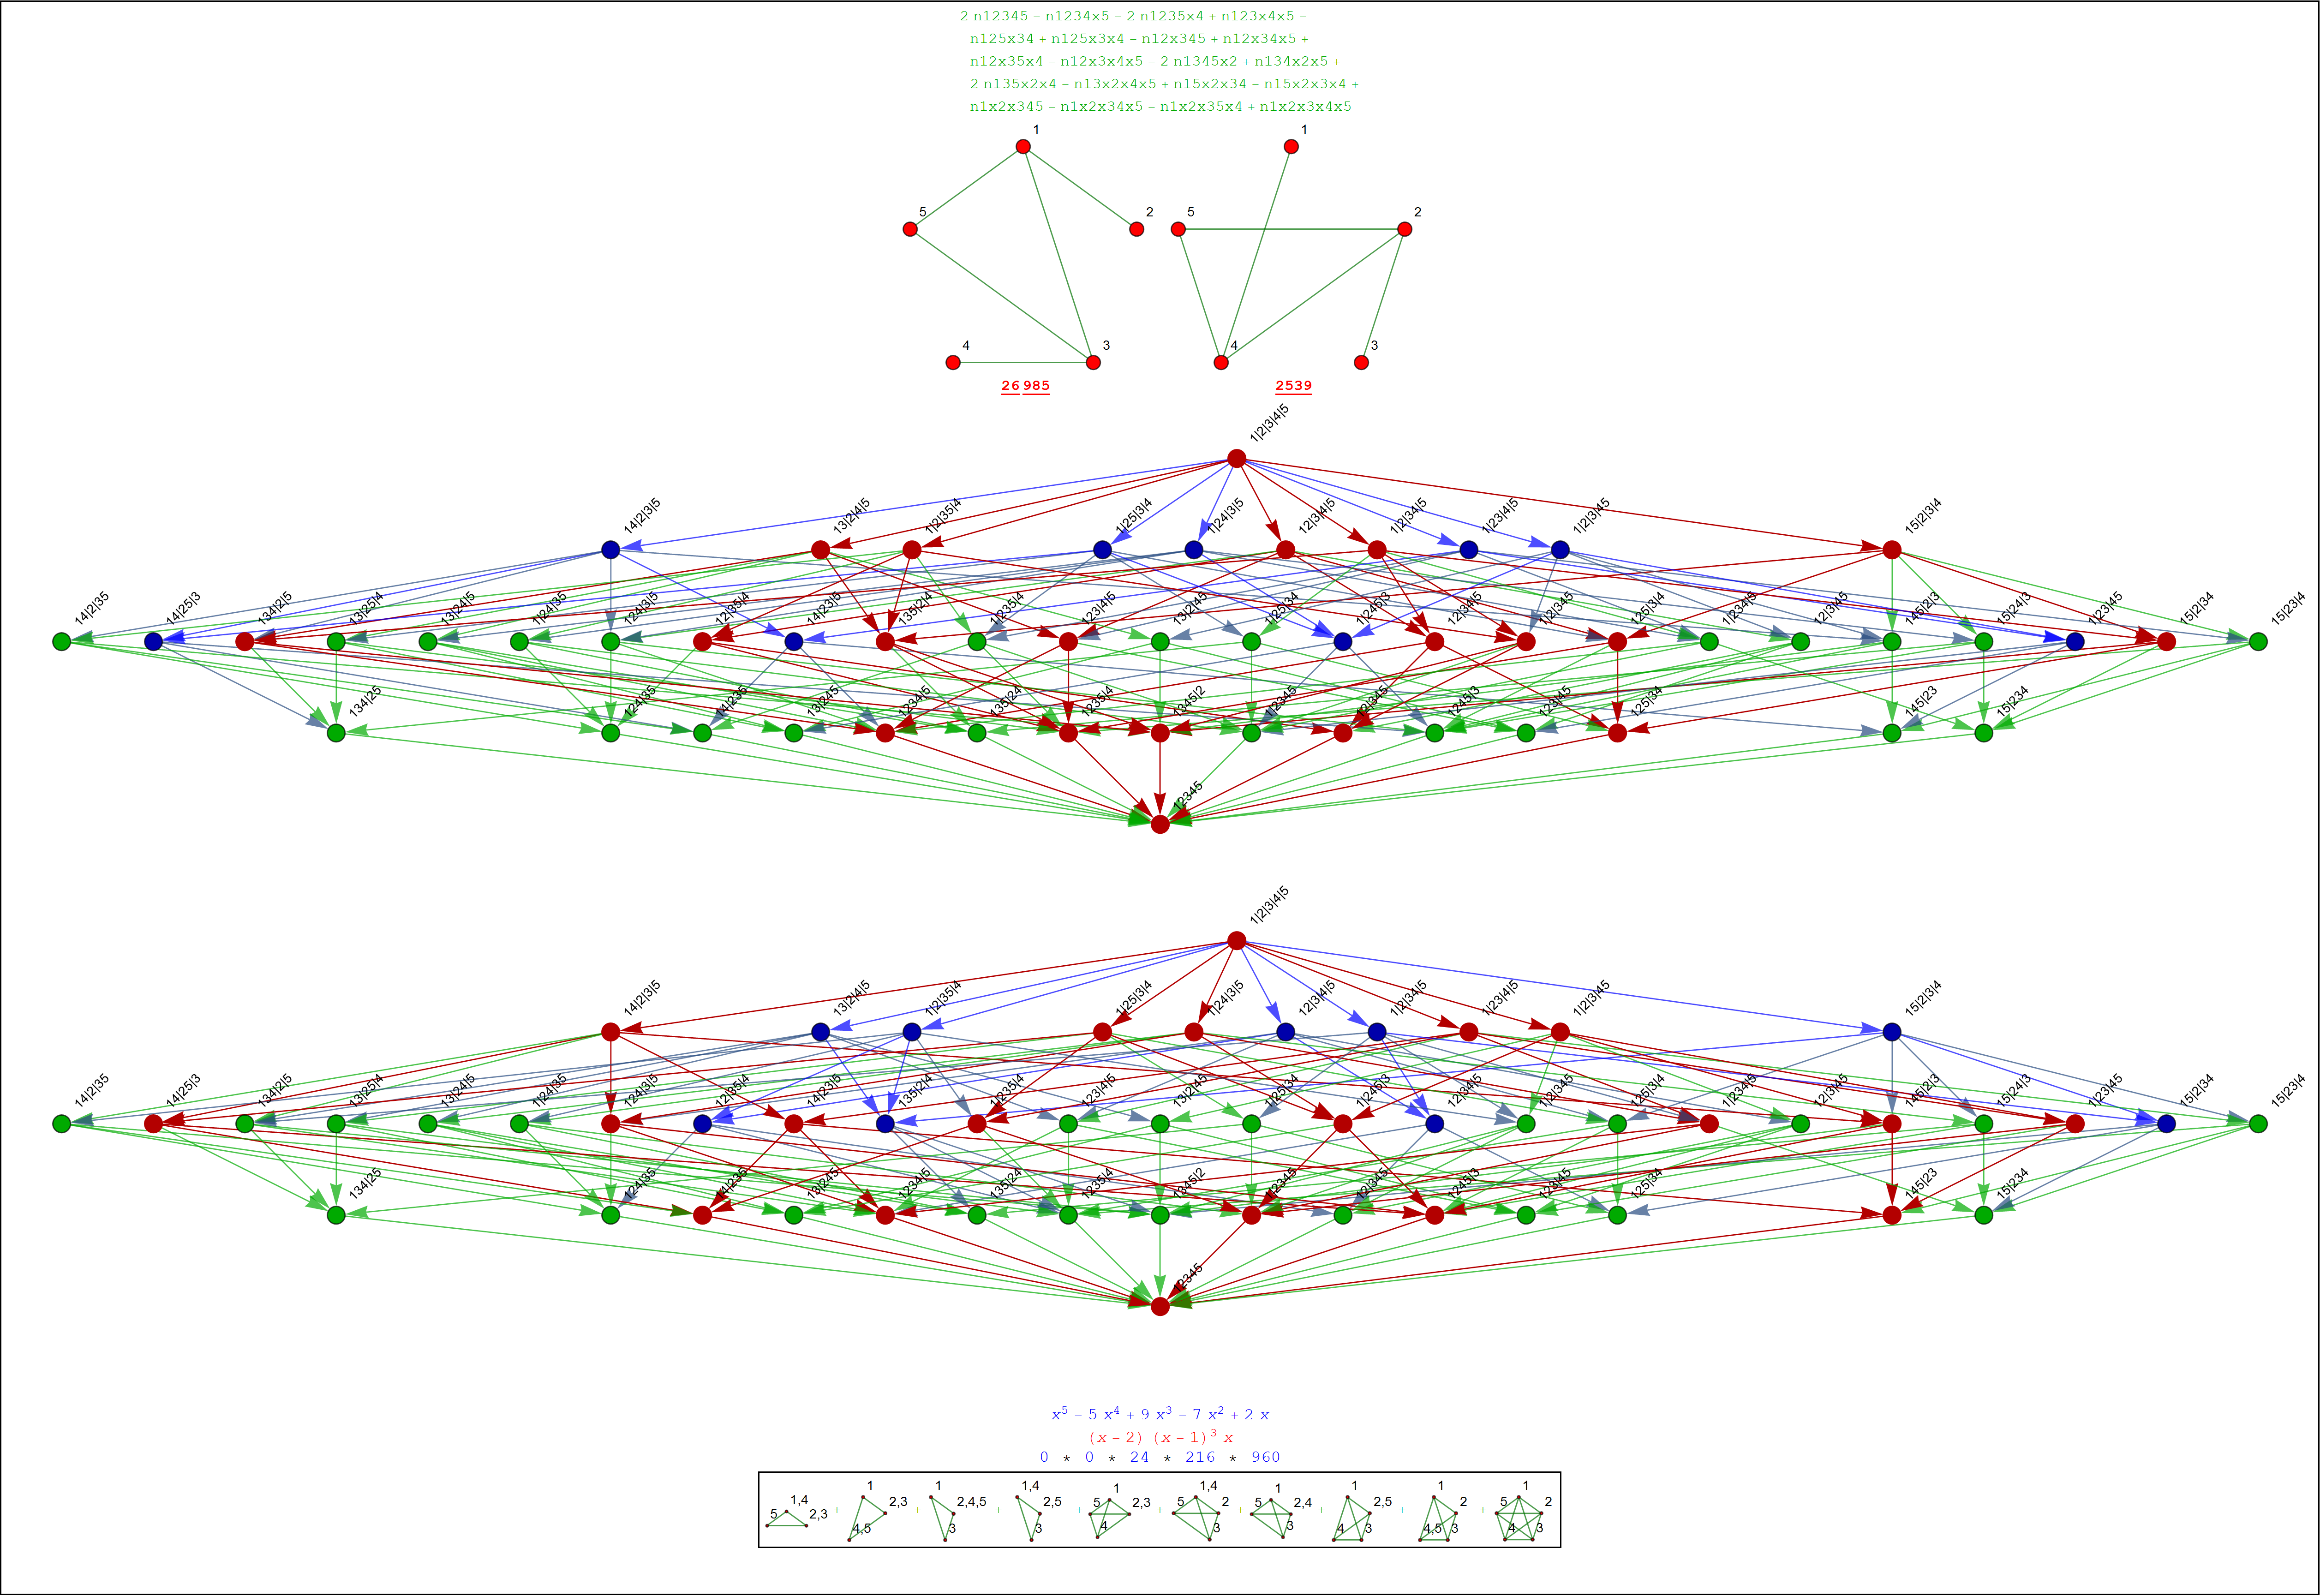 2 n12345 − n1234x5 − 2 n1235x4 + n123x4x5 −
n125x34 + n125x3x4 − n12x345 + n12x34x5 +
n12x35x4 − n12x3x4x5 − 2 n1345x2 + n134x2x5 +
2 n135x2x4 − n13x2x4x5 + n15x2x34 − n15x2x3x4 +
n1x2x345 − n1x2x34x5 − n1x2x35x4 + n1x2x3x4x5
1 1
5 2 5 2
4 3 4 3
26 985 2539
1|2|3|4|5
14|2|3|5 13|2|4|5 1|2|35|4 1|25|3|4 1|24|3|5 12|3|4|5 1|2|34|5 1|23|4|5 1|2|3|45 15|2|3|4
14|2|35 14|25|3 134|2|5 13|25|4 13|24|5 1|24|35 124|3|5 12|35|4 14|23|5 135|2|4 1|235|4 123|4|5 13|2|45 1|25|34 1|245|3 12|34|5 1|2|345 125|3|4 1|234|5 12|3|45 145|2|3 15|24|3 1|23|45 15|2|34 15|23|4
134|25 124|35 14|235 13|245 1234|5 135|24 1235|4 1345|2 1|2345 12|345 1245|3 123|45 125|34 145|23 15|234
12345
1|2|3|4|5
14|2|3|5 13|2|4|5 1|2|35|4 1|25|3|4 1|24|3|5 12|3|4|5 1|2|34|5 1|23|4|5 1|2|3|45 15|2|3|4
14|2|35 14|25|3 134|2|5 13|25|4 13|24|5 1|24|35 124|3|5 12|35|4 14|23|5 135|2|4 1|235|4 123|4|5 13|2|45 1|25|34 1|245|3 12|34|5 1|2|345 125|3|4 1|234|5 12|3|45 145|2|3 15|24|3 1|23|45 15|2|34 15|23|4
134|25 124|35 14|235 13|245 1234|5 135|24 1235|4 1345|2 1|2345 12|345 1245|3 123|45 125|34 145|23 15|234
12345
x⁵ − 5 x⁴ + 9 x³ − 7 x² + 2 x
(x − 2) (x − 1)³ x
0 * 0 * 24 * 216 * 960
1,4 5 2,3 + 1 2,3 4,5 + 1 2,4,5 3 + 1,4 2,5 3 + 1 5 2,3 4 + 1,4 5 2 3 + 1 5 2,4 3 + 1 2,5 4 3 + 1 2 4,5 3 + 1 5 2 4 3